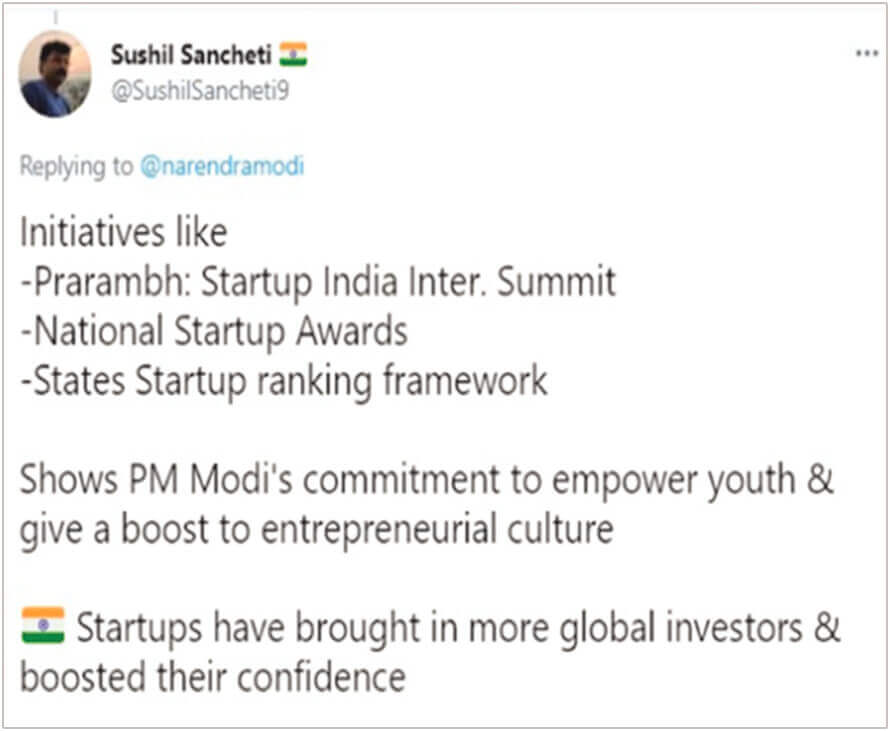 Sushil Sancheti 🇮🇳
@SushilSancheti9
Replying to @narendramodi
Initiatives like
-Prarambh: Startup India Inter. Summit
-National Startup Awards
-States Startup ranking framework
Shows PM Modi's commitment to empower youth &
give a boost to entrepreneurial culture
🇮🇳 Startups have brought in more global investors &
boosted their confidence